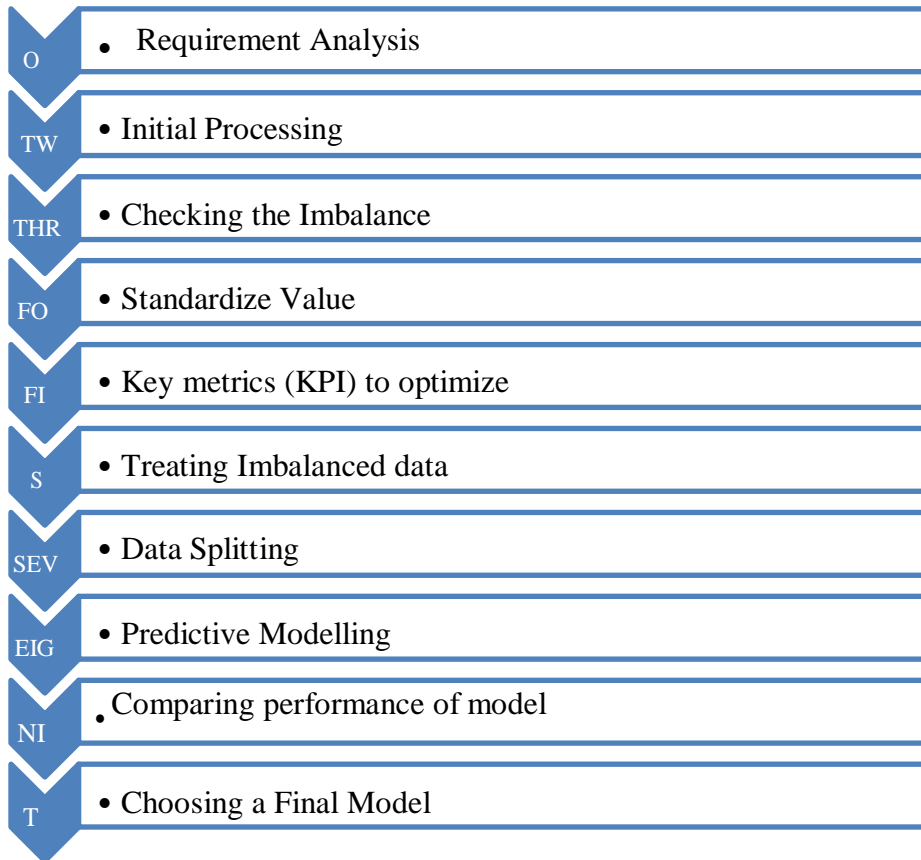 O
• Requirement Analysis
TW
• Initial Processing
THR
• Checking the Imbalance
FO
• Standardize Value
FI
• Key metrics (KPI) to optimize
S
• Treating Imbalanced data
SEV
• Data Splitting
EIG
• Predictive Modelling
NI
• Comparing performance of model
T
• Choosing a Final Model